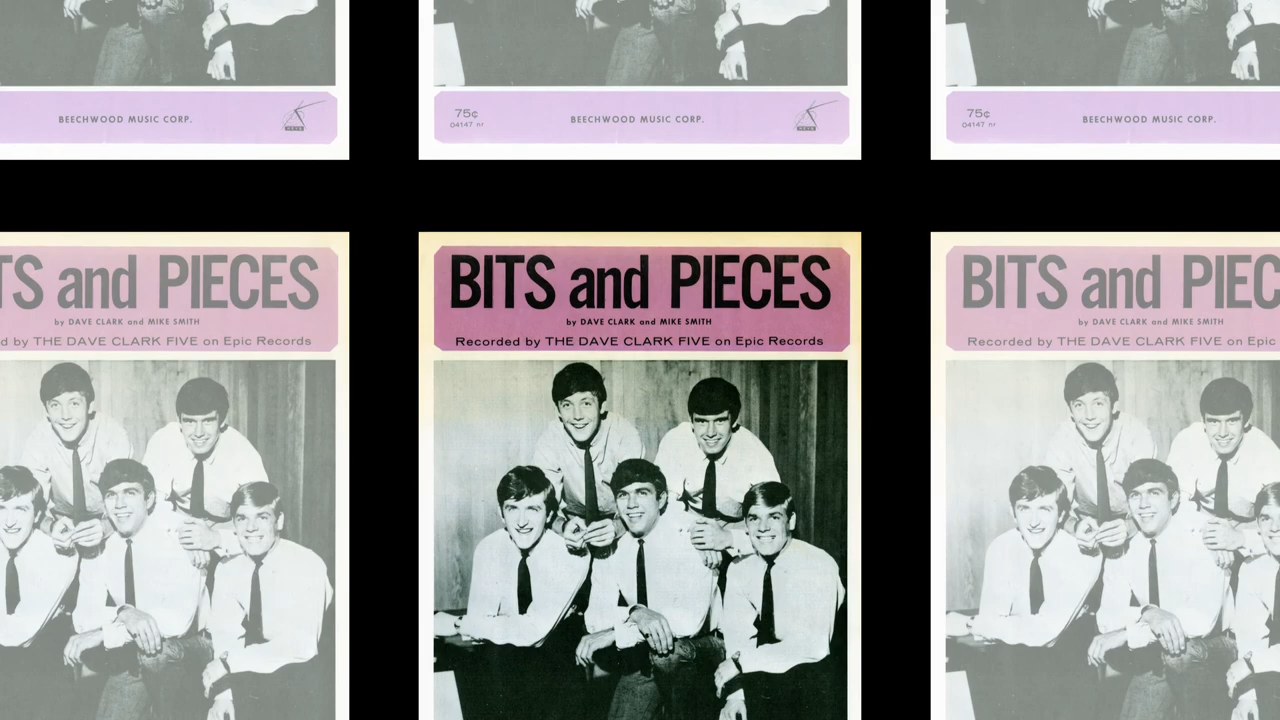 BEECHWOOD MUSIC CORP.
75¢
04147 nr
BEECHWOOD MUSIC CORP.
75¢
04147 nr
BEECHWOOD MUSIC CORP.
TS and PIECES
by DAVE CLARK and MIKE SMITH
d by THE DAVE CLARK FIVE on Epic Records
BITS and PIECES
by DAVE CLARK and MIKE SMITH
Recorded by THE DAVE CLARK FIVE on Epic Records
BITS and PIEC
by DAVE CLARK and MIKE SMITH
Recorded by THE DAVE CLARK FIVE on Epic